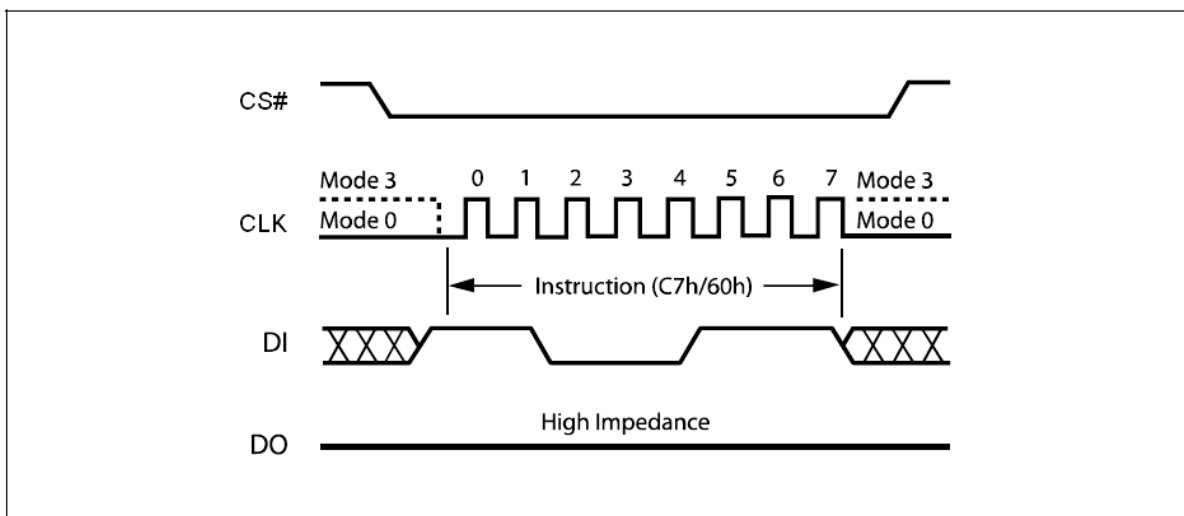 CS#
Mode 3 0 1 2 3 4 5 6 7 Mode 3
CLK Mode 0 Mode 0
Instruction (C7h/60h)
DI
High Impedance
DO